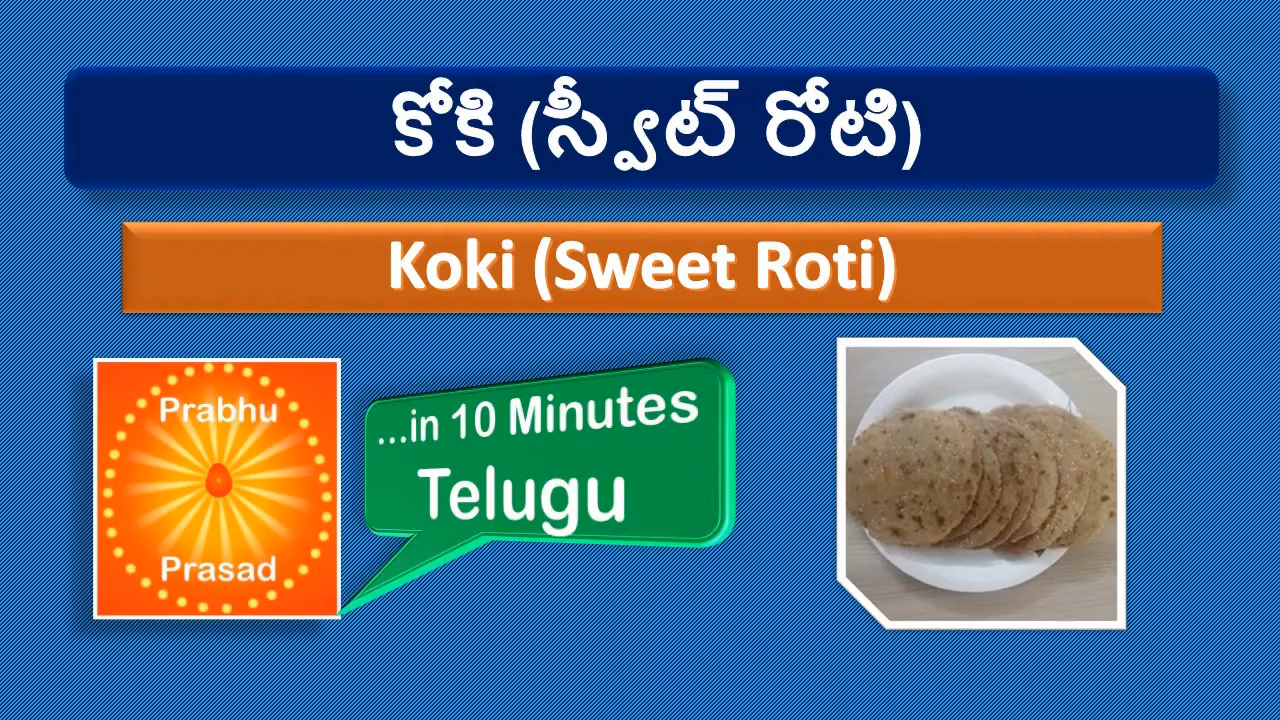 కోకి (స్వీట్ రోటి)
Koki (Sweet Roti)
Prabhu
Prasad
...in 10 Minutes
Telugu